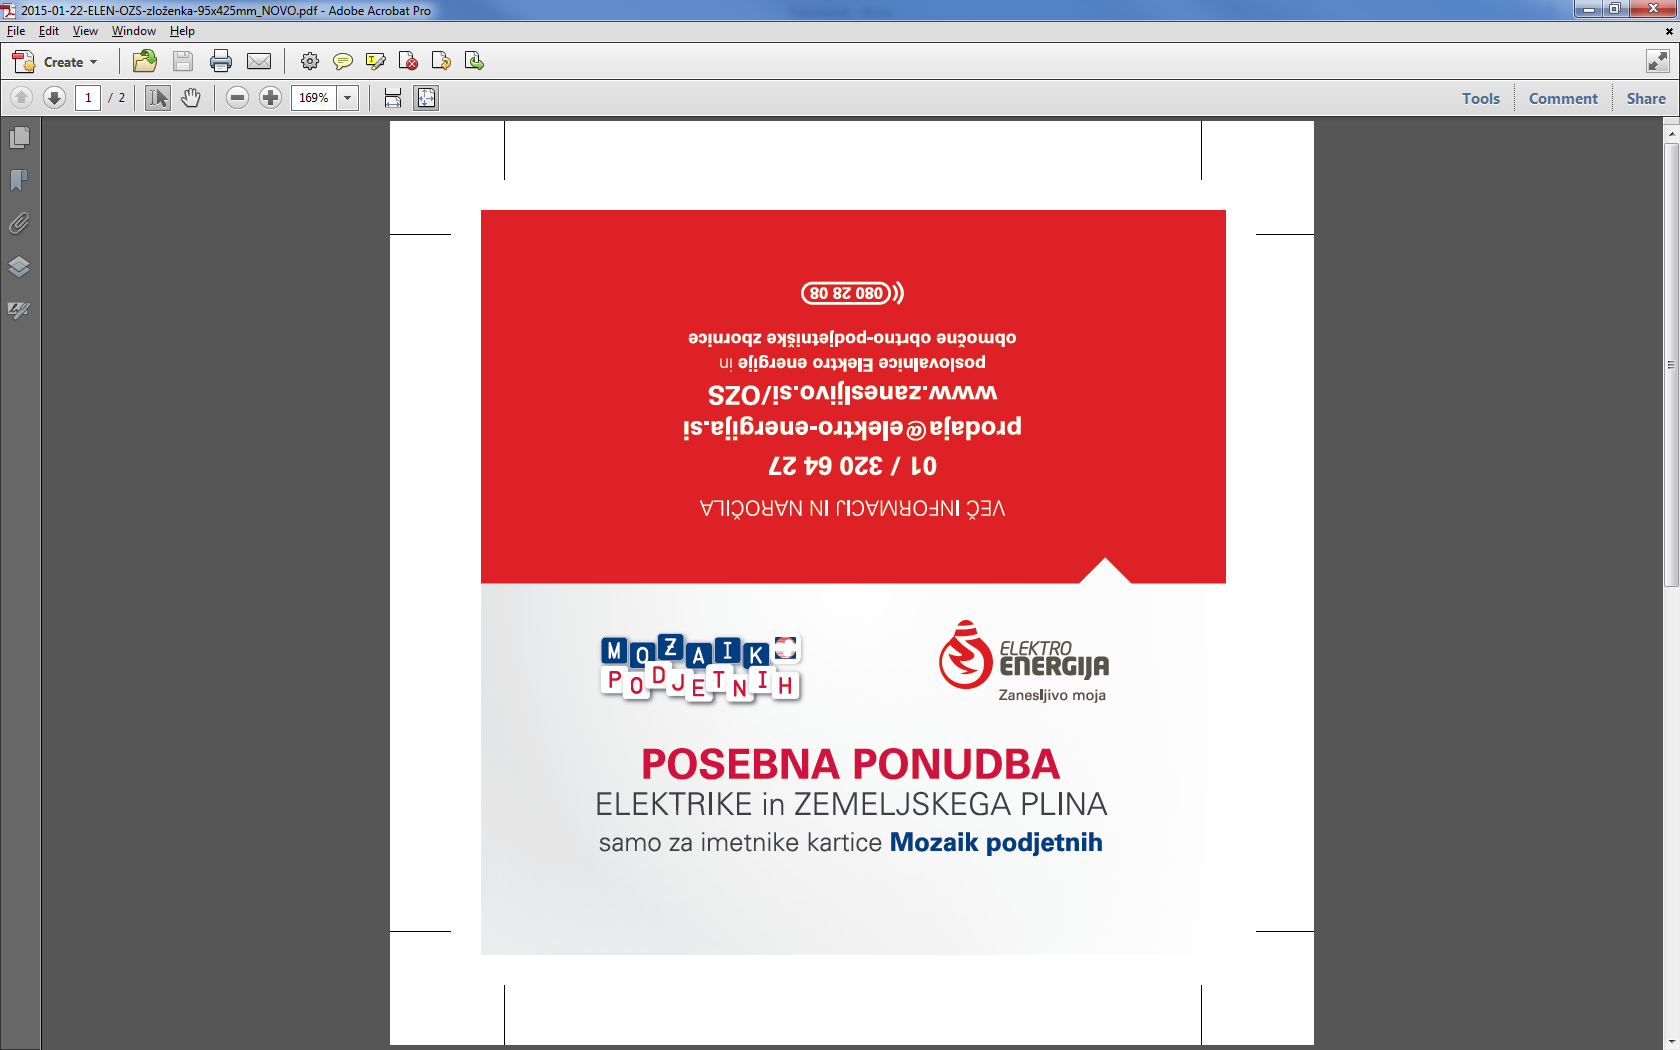 2015-01-22-ELEN-OZS-zloženka-95x425mm_NOVO.pdf - Adobe Acrobat Pro
File Edit View Window Help
Create
1 / 2 169% Tools Comment Share
080 28 08
območne obrtno-podjetniške zbornice
poslovalnice Elektro energije in
www.zanesljivo.si/OZS
prodaja@elektro-energija.si
01 / 320 64 27
VEČ INFORMACIJ IN NAROČILA
MOZAIK
PODJETNIH
ELEKTRO
ENERGIJA
Zanesljivo moja
POSEBNA PONUDBA
ELEKTRIKE in ZEMELJSKEGA PLINA
samo za imetnike kartice Mozaik podjetnih